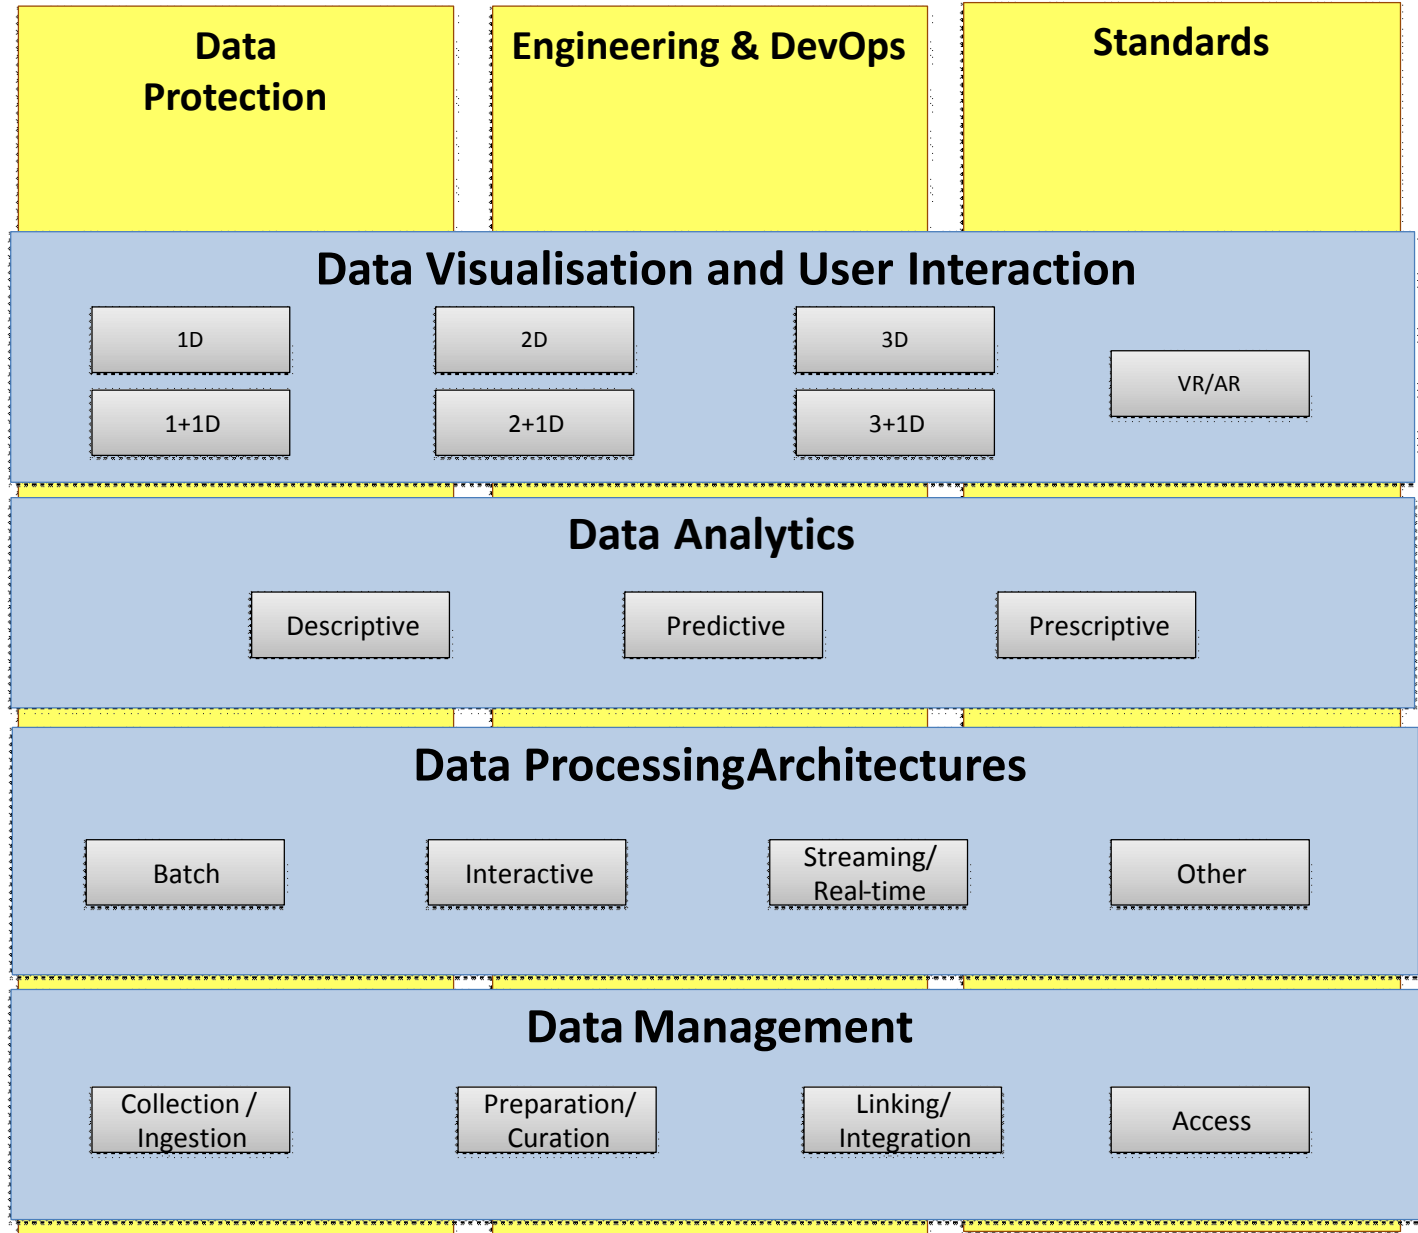 Data
Protection
Engineering & DevOps
Standards
Data Visualisation and User Interaction
1D
2D
3D
VR/AR
1+1D
2+1D
3+1D
Data Analytics
Descriptive
Predictive
Prescriptive
Data ProcessingArchitectures
Batch
Interactive
Streaming/
Real-time
Other
Data Management
Collection /
Ingestion
Preparation/
Curation
Linking/
Integration
Access